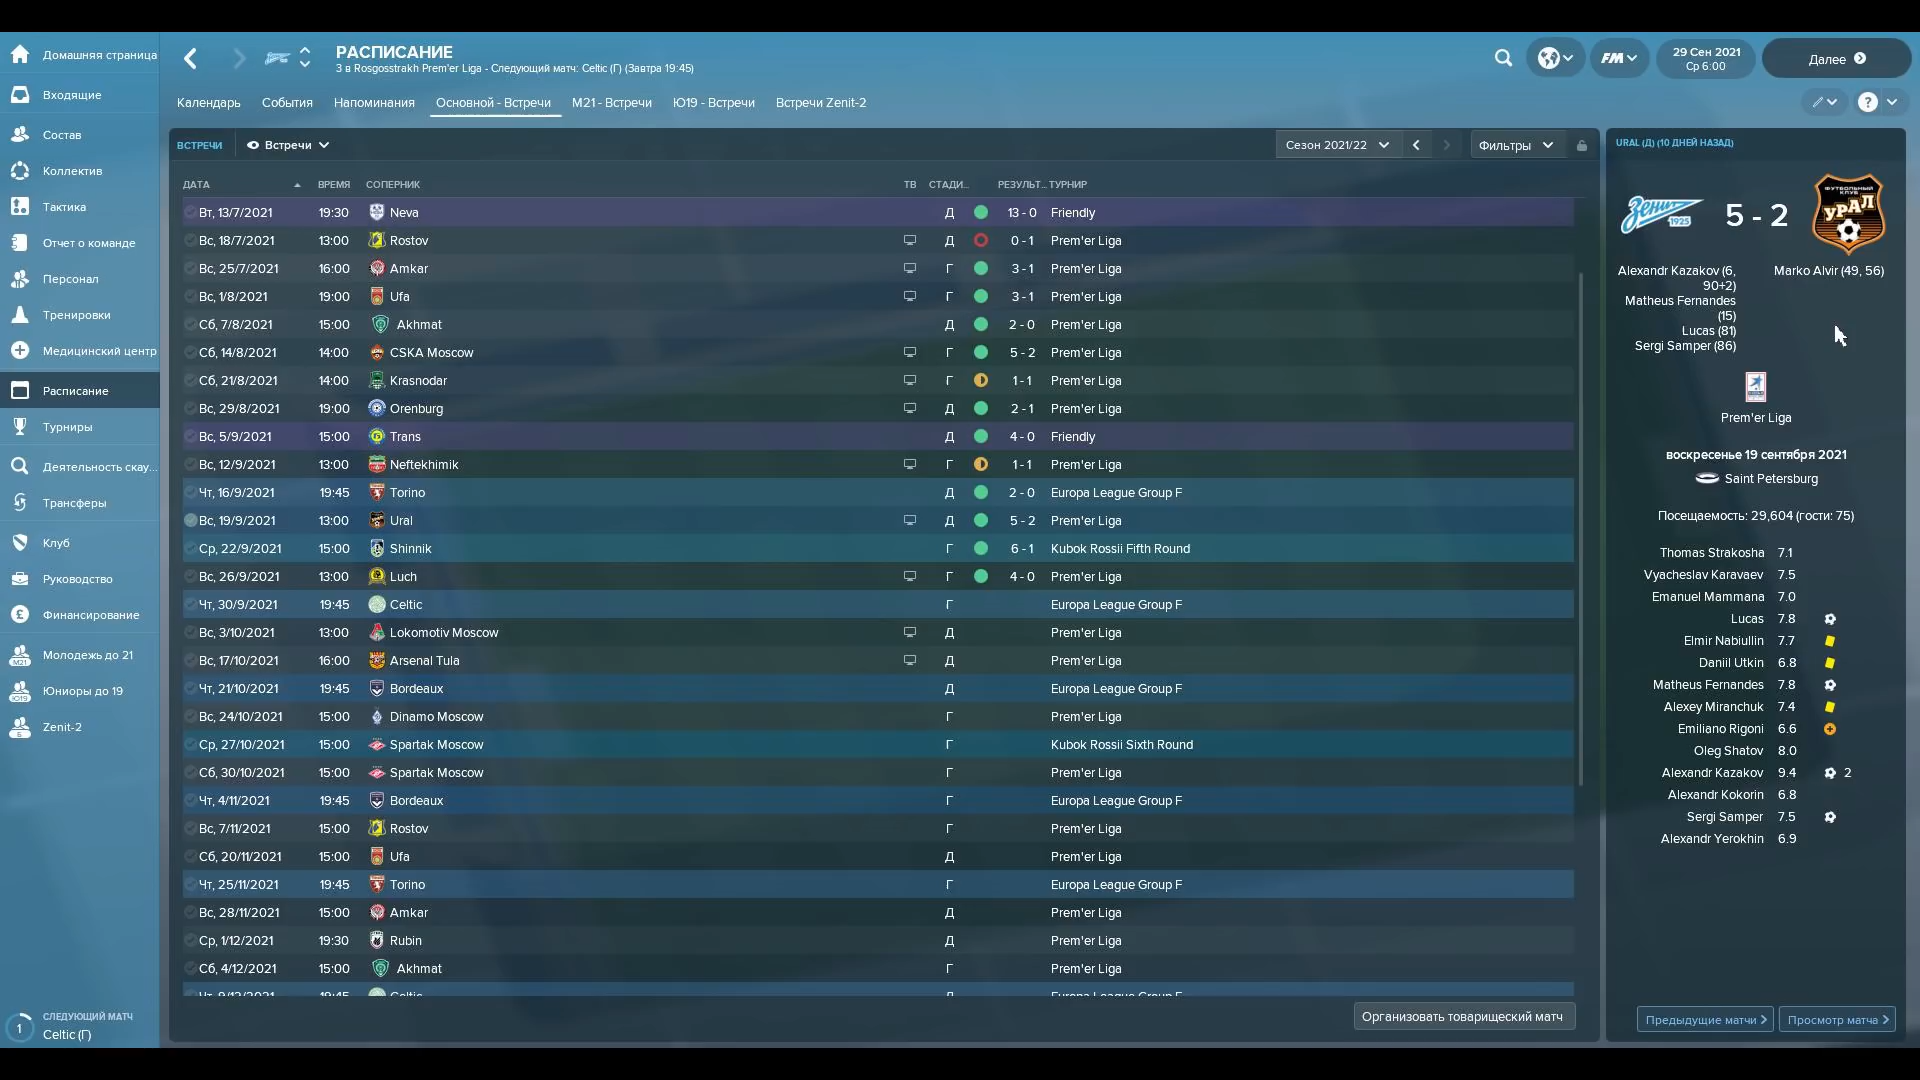 Домашняя страница
Входящие
Состав
Коллектив
Тактика
Отчет о команде
Персонал
Тренировки
Медицинский центр
Расписание
Турниры
Деятельность скау...
Трансферы
Клуб
Руководство
Финансирование
Молодежь до 21
Юниоры до 19
Zenit-2
1
СЛЕДУЮЩИЙ МАТЧ
Celtic (Г)
РАСПИСАНИЕ
3 в Rosgosstrakh Prem'er Liga - Следующий матч: Celtic (Г) (Завтра 19:45)
FM
29 Сен 2021
Ср 6:00
Далее
Календарь События Напоминания Основной - Встречи М21 - Встречи Ю19 - Встречи Встречи Zenit-2
?
ВСТРЕЧИ Встречи Сезон 2021/22 Фильтры
ДАТА ВРЕМЯ СОПЕРНИК ТВ СТАДИ... РЕЗУЛЬТ... ТУРНИР
Вт, 13/7/2021 19:30 Neva Д 13 - 0 Friendly
Вс, 18/7/2021 13:00 Rostov Д 0 - 1 Prem'er Liga
Вс, 25/7/2021 16:00 Amkar Г 3 - 1 Prem'er Liga
Вс, 1/8/2021 19:00 Ufa Г 3 - 1 Prem'er Liga
Сб, 7/8/2021 15:00 Akhmat Д 2 - 0 Prem'er Liga
Сб, 14/8/2021 14:00 CSKA Moscow Г 5 - 2 Prem'er Liga
Сб, 21/8/2021 14:00 Krasnodar Г 1 - 1 Prem'er Liga
Вс, 29/8/2021 19:00 Orenburg Д 2 - 1 Prem'er Liga
Вс, 5/9/2021 15:00 Trans Д 4 - 0 Friendly
Вс, 12/9/2021 13:00 Neftekhimik Г 1 - 1 Prem'er Liga
Чт, 16/9/2021 19:45 Torino Д 2 - 0 Europa League Group F
Вс, 19/9/2021 13:00 Ural Д 5 - 2 Prem'er Liga
Ср, 22/9/2021 15:00 Shinnik Г 6 - 1 Kubok Rossii Fifth Round
Вс, 26/9/2021 13:00 Luch Г 4 - 0 Prem'er Liga
Чт, 30/9/2021 19:45 Celtic Г Europa League Group F
Вс, 3/10/2021 13:00 Lokomotiv Moscow Д Prem'er Liga
Вс, 17/10/2021 16:00 Arsenal Tula Д Prem'er Liga
Чт, 21/10/2021 19:45 Bordeaux Д Europa League Group F
Вс, 24/10/2021 15:00 Dinamo Moscow Г Prem'er Liga
Ср, 27/10/2021 15:00 Spartak Moscow Г Kubok Rossii Sixth Round
Сб, 30/10/2021 15:00 Spartak Moscow Г Prem'er Liga
Чт, 4/11/2021 19:45 Bordeaux Г Europa League Group F
Вс, 7/11/2021 15:00 Rostov Г Prem'er Liga
Сб, 20/11/2021 15:00 Ufa Д Prem'er Liga
Чт, 25/11/2021 19:45 Torino Г Europa League Group F
Вс, 28/11/2021 15:00 Amkar Д Prem'er Liga
Ср, 1/12/2021 19:30 Rubin Д Prem'er Liga
Сб, 4/12/2021 15:00 Akhmat Г Prem'er Liga
Чт, 9/12/2021 19:45 Celtic Д Europa League Group F
Организовать товарищеский матч
URAL (Д) (10 ДНЕЙ НАЗАД)
Зенит 1925
5 - 2
ФУТБОЛЬНЫЙ КЛУБ УРАЛ
Alexandr Kazakov (6,
90+2)
Matheus Fernandes
(15)
Lucas (81)
Sergi Samper (86)
Marko Alvir (49, 56)
Prem'er Liga
воскресенье 19 сентября 2021
Saint Petersburg
Посещаемость: 29,604 (гости: 75)
Thomas Strakosha 7.1
Vyacheslav Karavaev 7.5
Emanuel Mammana 7.0
Lucas 7.8
Elmir Nabiullin 7.7
Daniil Utkin 6.8
Matheus Fernandes 7.8
Alexey Miranchuk 7.4
Emiliano Rigoni 6.6
Oleg Shatov 8.0
Alexandr Kazakov 9.4 2
Alexandr Kokorin 6.8
Sergi Samper 7.5
Alexandr Yerokhin 6.9
Предыдущие матчи
Просмотр матча